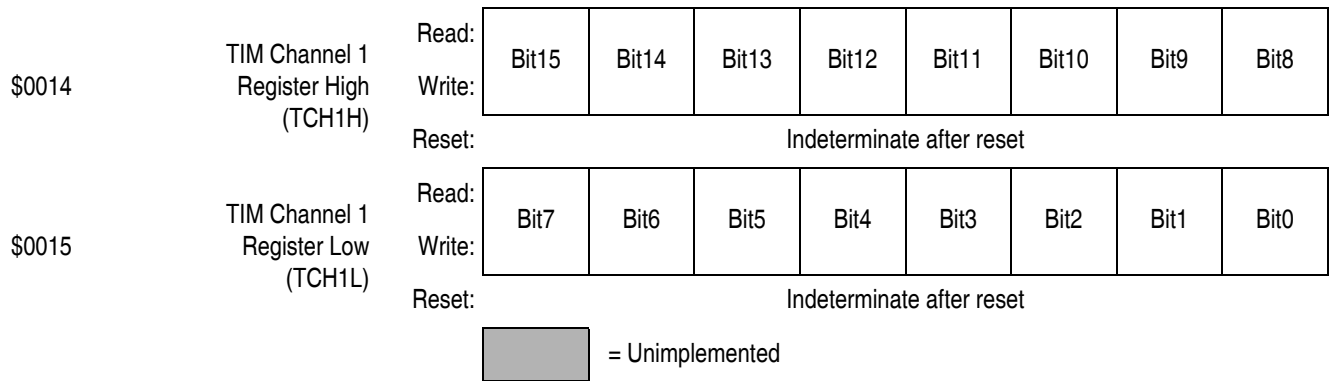 $0014 TIM Channel 1 Register High (TCH1H) Read: Write: Bit15 Bit14 Bit13 Bit12 Bit11 Bit10 Bit9 Bit8
Reset: Indeterminate after reset
$0015 TIM Channel 1 Register Low (TCH1L) Read: Write: Bit7 Bit6 Bit5 Bit4 Bit3 Bit2 Bit1 Bit0
Reset: Indeterminate after reset
= Unimplemented